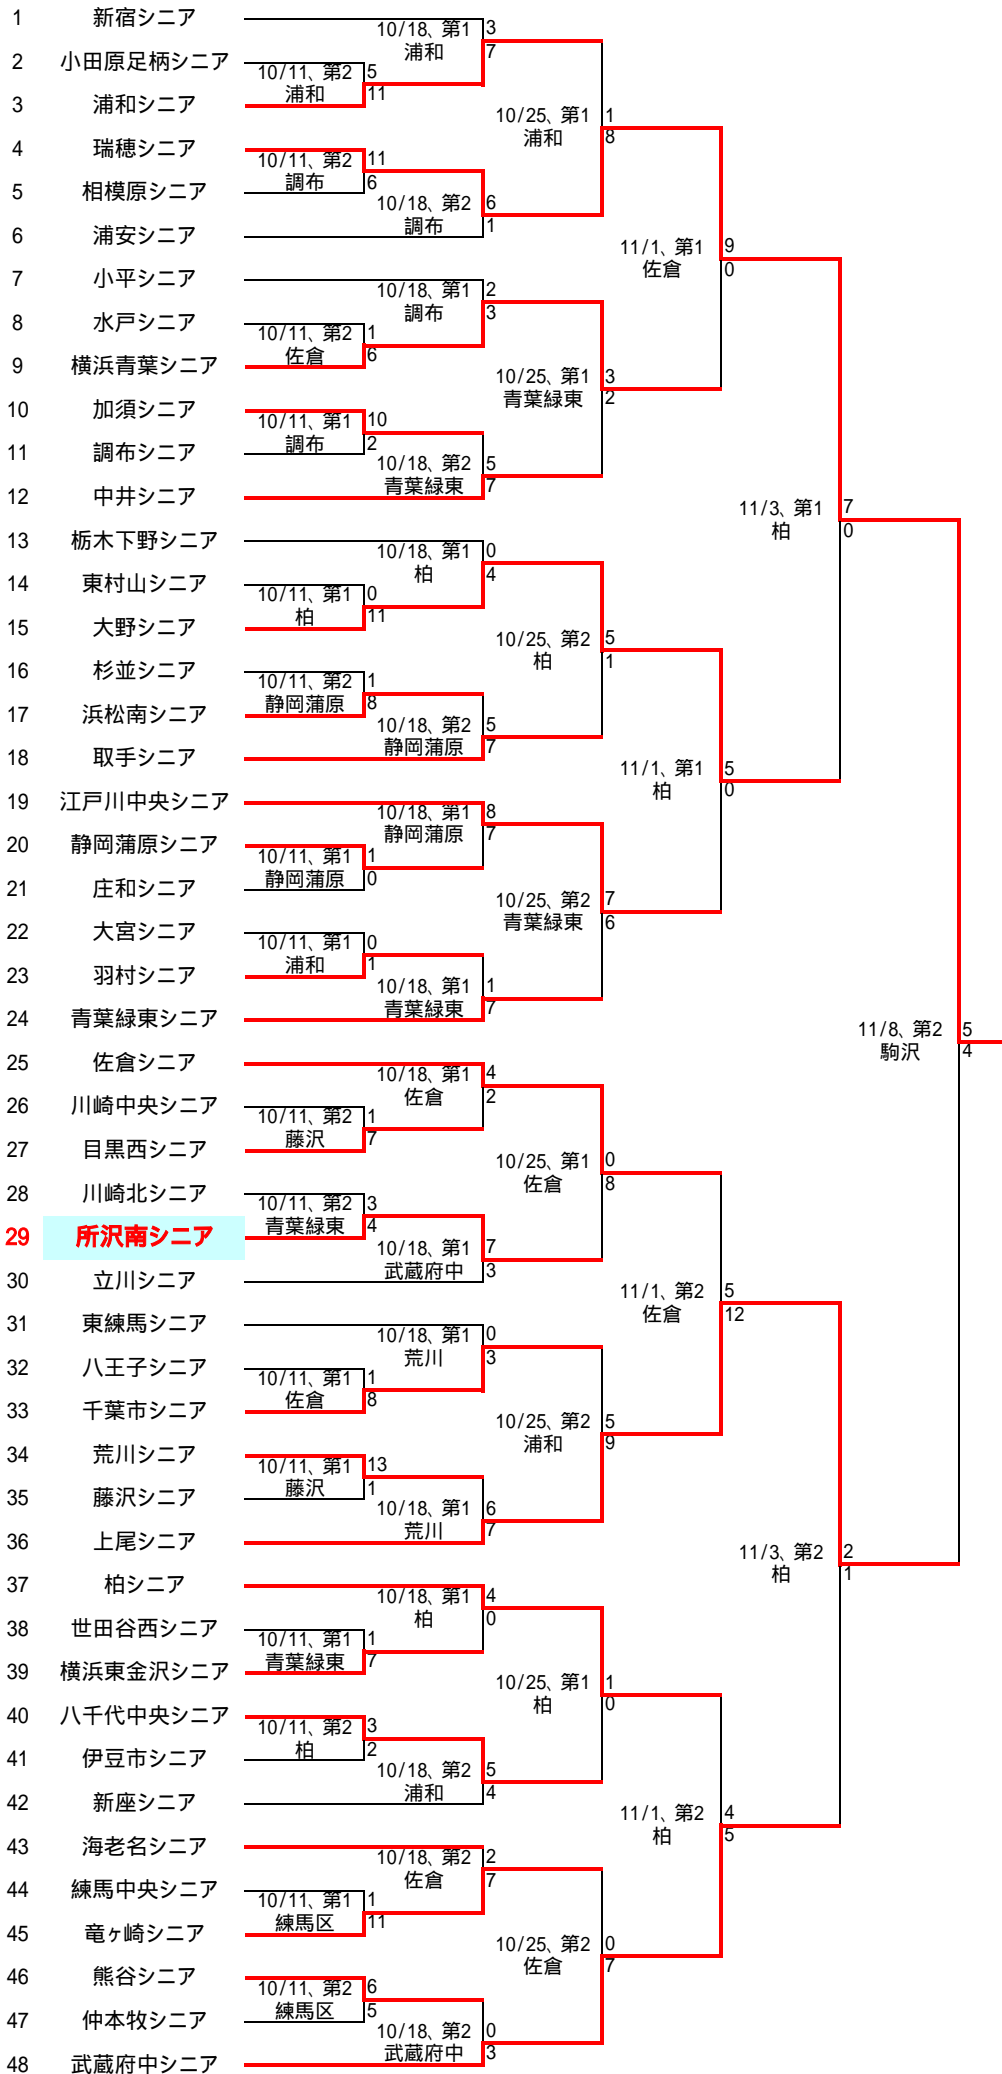 1 新宿シニア
10/18、第1 3
浦和 7
2 小田原足柄シニア
10/11、第2 5
浦和 11
3 浦和シニア
10/25、第1 1
浦和 8
4 瑞穂シニア
10/11、第2 11
調布 6
5 相模原シニア
10/18、第2 6
調布 1
6 浦安シニア
11/1、第1 9
佐倉 0
7 小平シニア
10/18、第1 2
調布 3
8 水戸シニア
10/11、第2 1
佐倉 6
9 横浜青葉シニア
10/25、第1 3
青葉緑東 2
10 加須シニア
10/11、第1 10
調布 2
11 調布シニア
10/18、第2 5
青葉緑東 7
12 中井シニア
11/3、第1 7
柏 0
13 栃木下野シニア
10/18、第1 0
柏 4
14 東村山シニア
10/11、第1 0
柏 11
15 大野シニア
10/25、第2 5
柏 1
16 杉並シニア
10/11、第2 1
静岡蒲原 8
17 浜松南シニア
10/18、第2 5
静岡蒲原 7
18 取手シニア
11/1、第1 5
柏 0
19 江戸川中央シニア
10/18、第1 8
静岡蒲原 7
20 静岡蒲原シニア
10/11、第1 1
静岡蒲原 0
21 庄和シニア
10/25、第2 7
青葉緑東 6
22 大宮シニア
10/11、第1 0
浦和 1
23 羽村シニア
10/18、第1 1
青葉緑東 7
24 青葉緑東シニア
11/8、第2 5
駒沢 4
25 佐倉シニア
10/18、第1 4
佐倉 2
26 川崎中央シニア
10/11、第2 1
藤沢 7
27 目黒西シニア
10/25、第1 0
佐倉 8
28 川崎北シニア
10/11、第2 3
青葉緑東 4
29 所沢南シニア
10/18、第1 7
武蔵府中 3
30 立川シニア
11/1、第2 5
佐倉 12
31 東練馬シニア
10/18、第1 0
荒川 3
32 八王子シニア
10/11、第1 1
佐倉 8
33 千葉市シニア
10/25、第2 5
浦和 9
34 荒川シニア
10/11、第1 13
藤沢 1
35 藤沢シニア
10/18、第1 6
荒川 7
36 上尾シニア
11/3、第2 2
柏 1
37 柏シニア
10/18、第1 4
柏 0
38 世田谷西シニア
10/11、第1 1
青葉緑東 7
39 横浜東金沢シニア
10/25、第1 1
柏 0
40 八千代中央シニア
10/11、第2 3
柏 2
41 伊豆市シニア
10/18、第2 5
浦和 4
42 新座シニア
11/1、第2 4
柏 5
43 海老名シニア
10/18、第2 2
佐倉 7
44 練馬中央シニア
10/11、第1 1
練馬区 11
45 竜ヶ崎シニア
10/25、第2 0
佐倉 7
46 熊谷シニア
10/11、第2 6
練馬区 5
47 仲本牧シニア
10/18、第2 0
武蔵府中 3
48 武蔵府中シニア